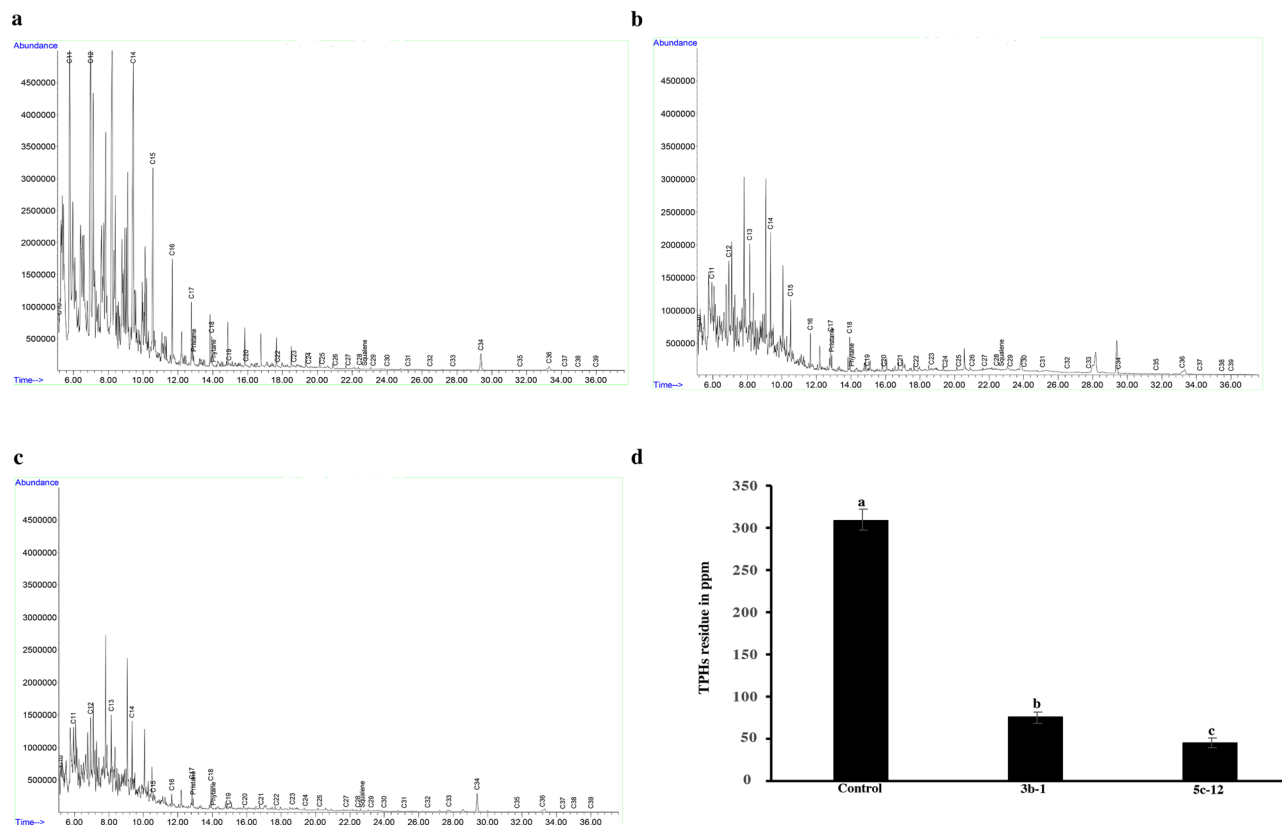 a
Abundance
4500000
4000000
3500000
3000000
2500000
2000000
1500000
1000000
500000
Time-->
6.00 8.00 10.00 12.00 14.00 16.00 18.00 20.00 22.00 24.00 26.00 28.00 30.00 32.00 34.00 36.00
C10 C11 C12 C14 C15 C16 C17 Pristane C18 Phytane C19 C20 C22 C23 C24 C25 C26 C27 C28 Squalene C29 C30 C31 C32 C33 C34 C35 C36 C37 C38 C39
b
Abundance
4500000
4000000
3500000
3000000
2500000
2000000
1500000
1000000
500000
Time-->
6.00 8.00 10.00 12.00 14.00 16.00 18.00 20.00 22.00 24.00 26.00 28.00 30.00 32.00 34.00 36.00
C11 C12 C13 C14 C15 C16 C17 Pristane C18 Phytane C19 C20 C21 C22 C23 C24 C25 C26 C27 C28 Squalene C29 C30 C31 C32 C33 C34 C35 C36 C37 C38 C39
c
Abundance
4500000
4000000
3500000
3000000
2500000
2000000
1500000
1000000
500000
Time-->
6.00 8.00 10.00 12.00 14.00 16.00 18.00 20.00 22.00 24.00 26.00 28.00 30.00 32.00 34.00 36.00
C10 C11 C12 C13 C14 C15 C16 C17 Pristane C18 Phytane C19 C20 C21 C22 C23 C24 C25 C27 C28 Squalene C29 C30 C31 C32 C33 C34 C35 C36 C37 C38 C39
d
TPHs residue in ppm
350
300
250
200
150
100
50
0
a
b
c
Control 3b-1 5c-12